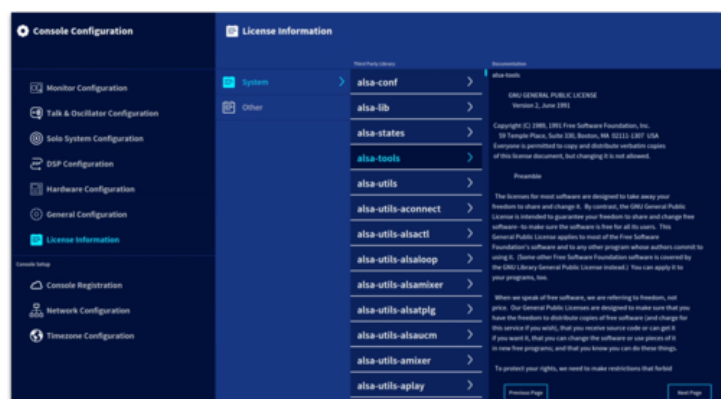 Console Configuration
License Information
Monitor Configuration
Talk & Oscillator Configuration
Solo System Configuration
DSP Configuration
Hardware Configuration
General Configuration
License Information
Console Setup
Console Registration
Network Configuration
Timezone Configuration
System
Other
Third Party Library
alsa-conf
alsa-lib
alsa-states
alsa-tools
alsa-utils
alsa-utils-aconnect
alsa-utils-alsactl
alsa-utils-alsaloop
alsa-utils-alsamixer
alsa-utils-alsatplg
alsa-utils-alsaucm
alsa-utils-amixer
alsa-utils-aplay
Documentation
alsa-tools
GNU GENERAL PUBLIC LICENSE
Version 2, June 1991
Copyright (C) 1989, 1991 Free Software Foundation, Inc.
59 Temple Place, Suite 330, Boston, MA 02111-1307 USA
Everyone is permitted to copy and distribute verbatim copies
of this license document, but changing it is not allowed.
Preamble
The licenses for most software are designed to take away your
freedom to share and change it. By contrast, the GNU General Public
License is intended to guarantee your freedom to share and change free
software--to make sure the software is free for all its users. This
General Public License applies to most of the Free Software
Foundation's software and to any other program whose authors commit to
using it. (Some other Free Software Foundation software is covered by
the GNU Library General Public License instead.) You can apply it to
your programs, too.
When we speak of free software, we are referring to freedom, not
price. Our General Public Licenses are designed to make sure that you
have the freedom to distribute copies of free software (and charge for
this service if you wish), that you receive source code or can get it
if you want it, that you can change the software or use pieces of it
in new free programs; and that you know you can do these things.
To protect your rights, we need to make restrictions that forbid
Previous Page
Next Page